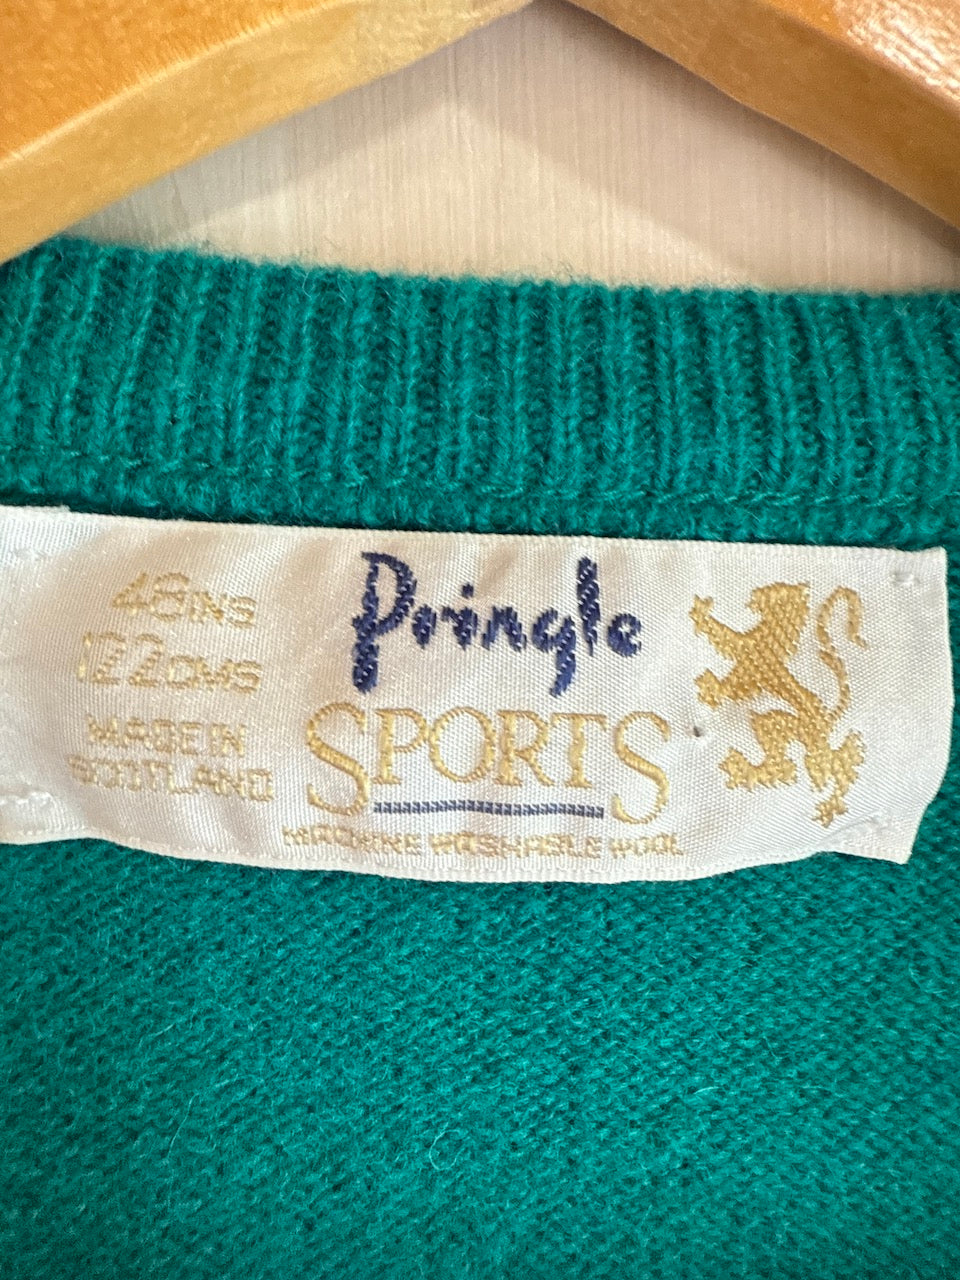 48INS
122CMS
MADE IN
SCOTLAND
Pringle
SPORTS
MACHINE WASHABLE WOOL